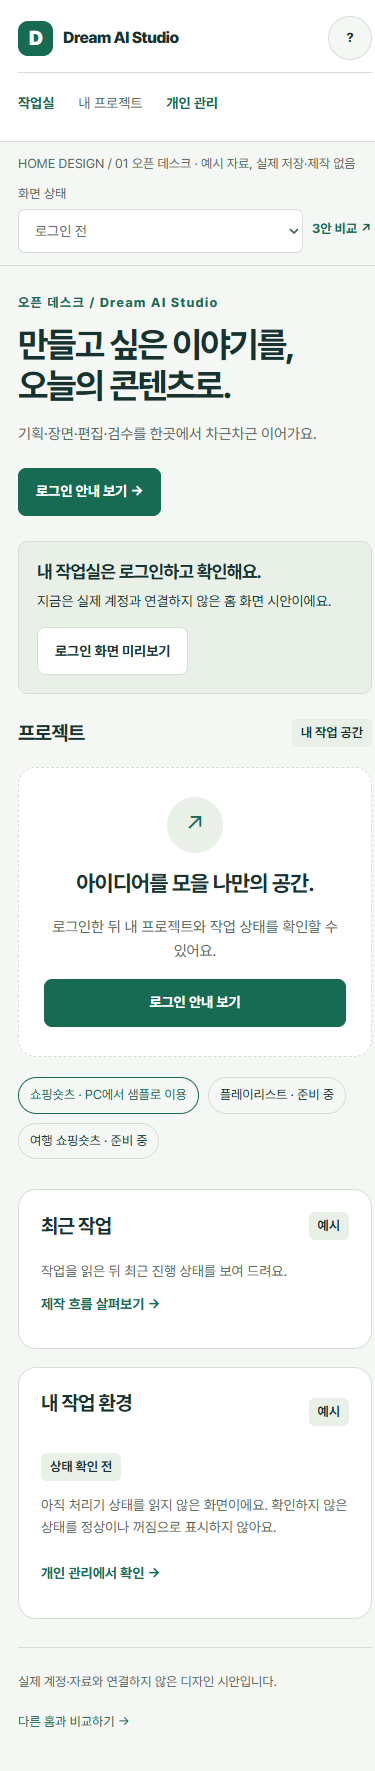 D Dream AI Studio ?
작업실 내 프로젝트 개인 관리
HOME DESIGN / 01 오픈 데스크 · 예시 자료, 실제 저장·제작 없음
화면 상태
로그인 전 3안 비교 ↗
오픈 데스크 / Dream AI Studio
만들고 싶은 이야기를,
오늘의 콘텐츠로.
기획·장면·편집·검수를 한곳에서 차근차근 이어가요.
로그인 안내 보기 →
내 작업실은 로그인하고 확인해요.
지금은 실제 계정과 연결하지 않은 홈 화면 시안이에요.
로그인 화면 미리보기
프로젝트 내 작업 공간
↗
아이디어를 모을 나만의 공간.
로그인한 뒤 내 프로젝트와 작업 상태를 확인할 수
있어요.
로그인 안내 보기
쇼핑숏츠 · PC에서 샘플로 이용 플레이리스트 · 준비 중
여행 쇼핑숏츠 · 준비 중
최근 작업 예시
작업을 읽은 뒤 최근 진행 상태를 보여 드려요.
제작 흐름 살펴보기 →
내 작업 환경 예시
상태 확인 전
아직 처리기 상태를 읽지 않은 화면이에요. 확인하지 않은
상태를 정상이나 꺼짐으로 표시하지 않아요.
개인 관리에서 확인 →
실제 계정·자료와 연결하지 않은 디자인 시안입니다.
다른 홈과 비교하기 →